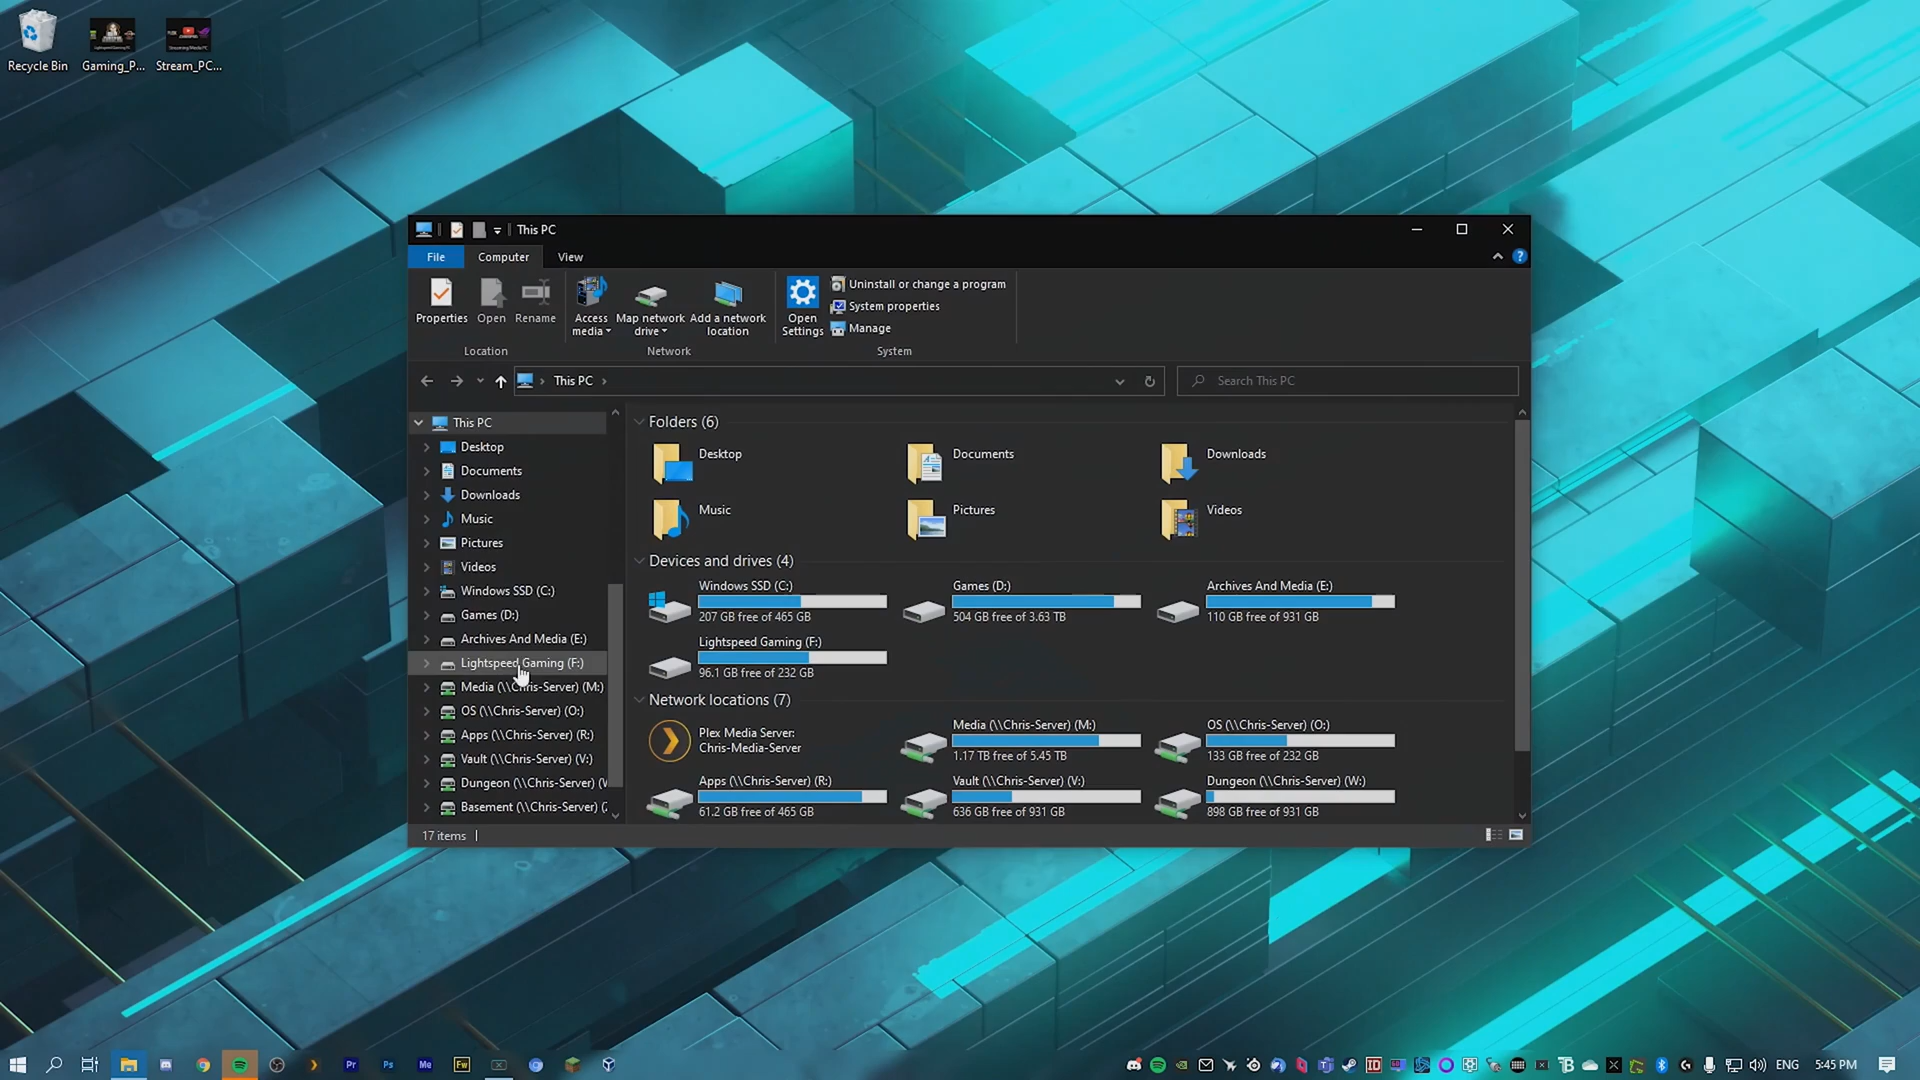 Recycle Bin
Gaming_P...
Stream_PC...
This PC
File
Computer
View
Properties
Open
Rename
Access media
Map network drive
Add a network location
Open Settings
Uninstall or change a program
System properties
Manage
Location
Network
System
This PC
Search This PC
This PC
Desktop
Documents
Downloads
Music
Pictures
Videos
Windows SSD (C:)
Games (D:)
Archives And Media (E:)
Lightspeed Gaming (F:)
Media (\\Chris-Server) (M:)
OS (\\Chris-Server) (O:)
Apps (\\Chris-Server) (R:)
Vault (\\Chris-Server) (V:)
Dungeon (\\Chris-Server) (W
Basement (\\Chris-Server) (
Folders (6)
Desktop
Documents
Downloads
Music
Pictures
Videos
Devices and drives (4)
Windows SSD (C:)
207 GB free of 465 GB
Games (D:)
504 GB free of 3.63 TB
Archives And Media (E:)
110 GB free of 931 GB
Lightspeed Gaming (F:)
96.1 GB free of 232 GB
Network locations (7)
Plex Media Server:
Chris-Media-Server
Media (\\Chris-Server) (M:)
1.17 TB free of 5.45 TB
OS (\\Chris-Server) (O:)
133 GB free of 232 GB
Apps (\\Chris-Server) (R:)
61.2 GB free of 465 GB
Vault (\\Chris-Server) (V:)
636 GB free of 931 GB
Dungeon (\\Chris-Server) (W:)
898 GB free of 931 GB
17 items
Pr
Ps
Me
Fw
ID
ENG
5:45 PM